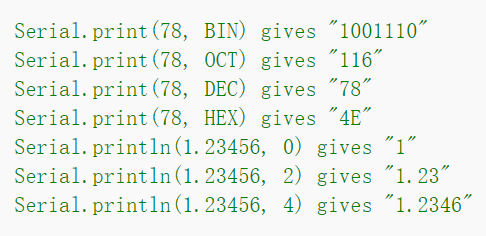 Serial.print(78, BIN) gives "1001110"
Serial.print(78, OCT) gives "116"
Serial.print(78, DEC) gives "78"
Serial.print(78, HEX) gives "4E"
Serial.println(1.23456, 0) gives "1"
Serial.println(1.23456, 2) gives "1.23"
Serial.println(1.23456, 4) gives "1.2346"